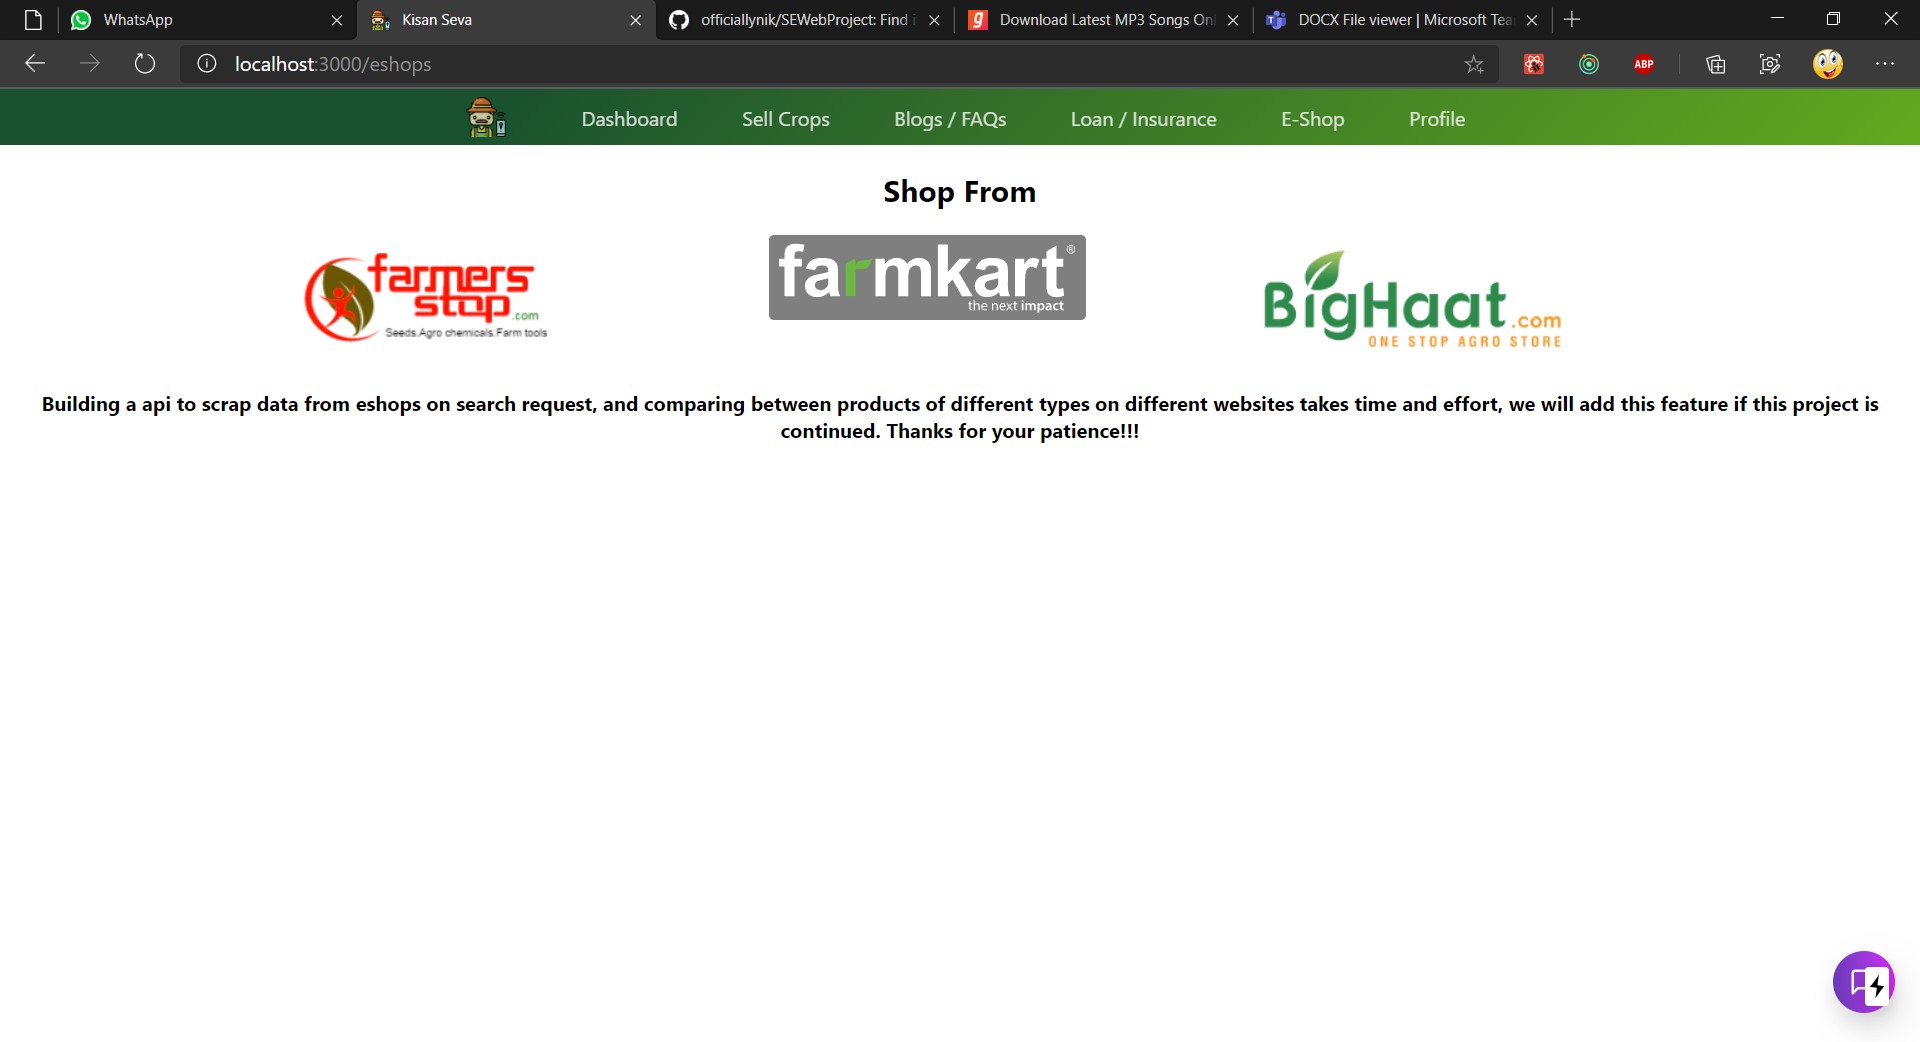 WhatsApp
Kisan Seva
officiallynik/SEWebProject: Find i
Download Latest MP3 Songs Onl
DOCX File viewer | Microsoft Tea
localhost:3000/eshops
ABP
Dashboard
Sell Crops
Blogs / FAQs
Loan / Insurance
E-Shop
Profile
Shop From
farmers
stop.com
Seeds.Agro chemicals.Farm tools
farmkart®
the next impact
BigHaat.com
ONE STOP AGRO STORE
Building a api to scrap data from eshops on search request, and comparing between products of different types on different websites takes time and effort, we will add this feature if this project is
continued. Thanks for your patience!!!